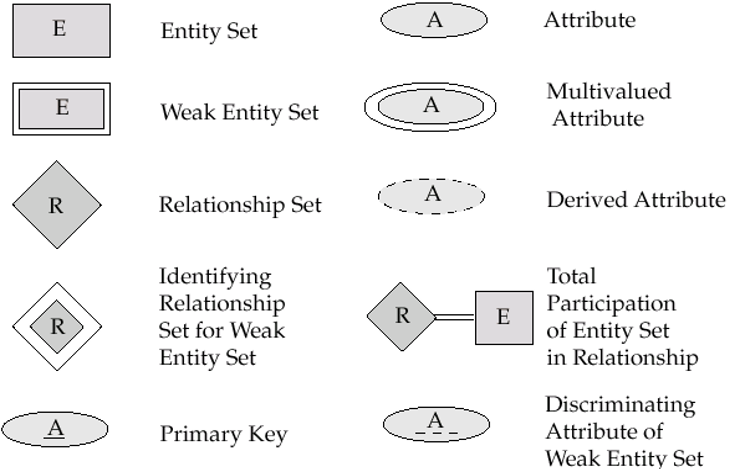 E
Entity Set
A
Attribute
E
Weak Entity Set
A
Multivalued
Attribute
R
Relationship Set
A
Derived Attribute
R
Identifying
Relationship
Set for Weak
Entity Set
R
E
Total
Participation
of Entity Set
in Relationship
A
Primary Key
A
Discriminating
Attribute of
Weak Entity Set